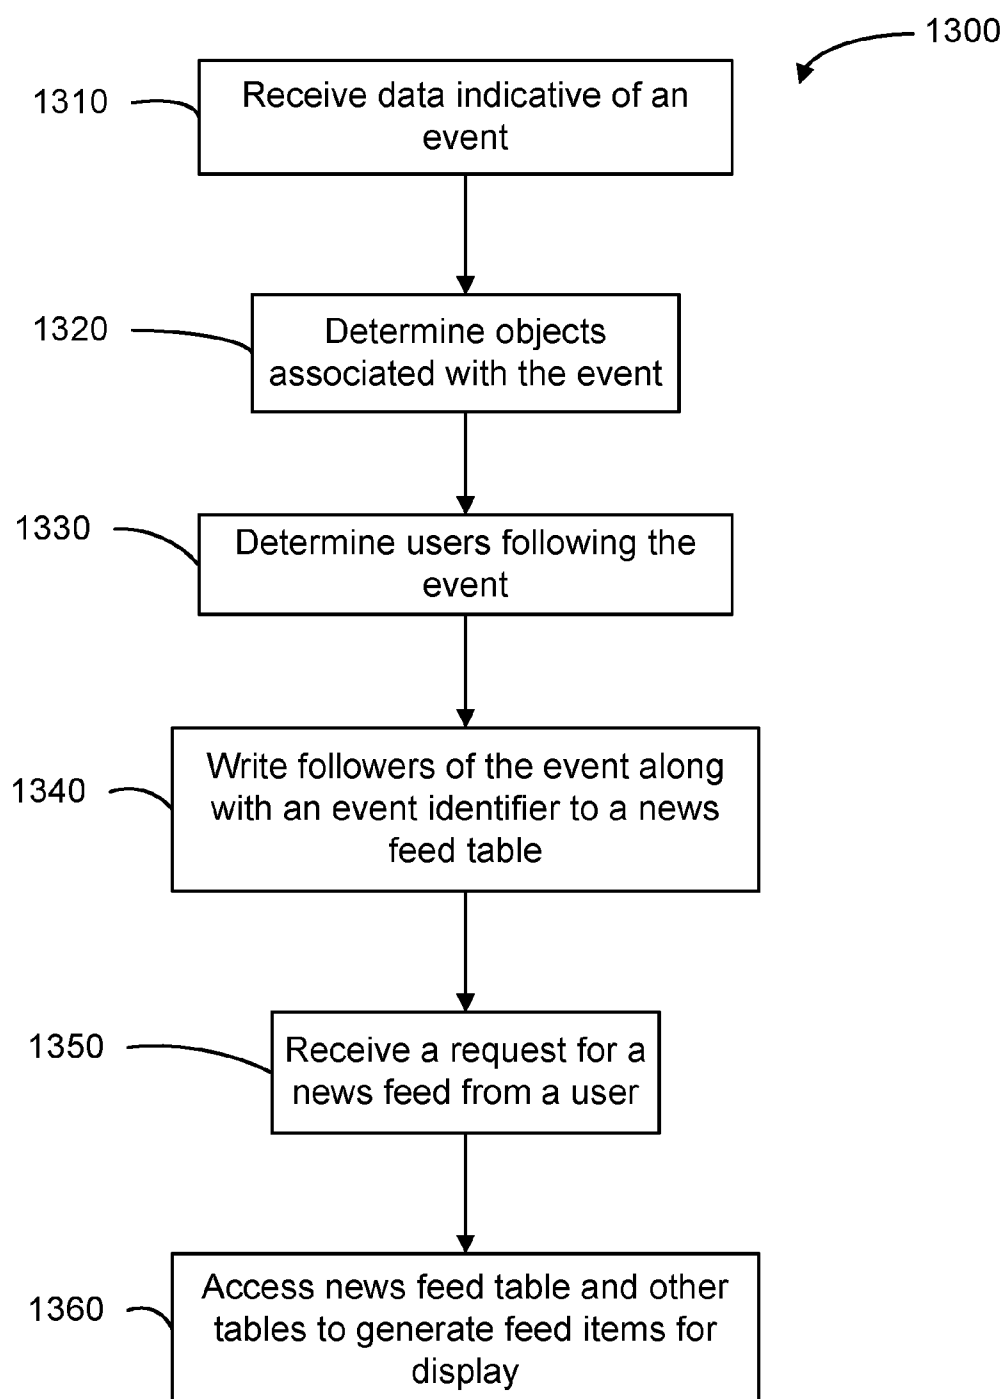 1300
1310
Receive data indicative of an
event
1320
Determine objects
associated with the event
1330
Determine users following the
event
1340
Write followers of the event along
with an event identifier to a news
feed table
1350
Receive a request for a
news feed from a user
1360
Access news feed table and other
tables to generate feed items for
display